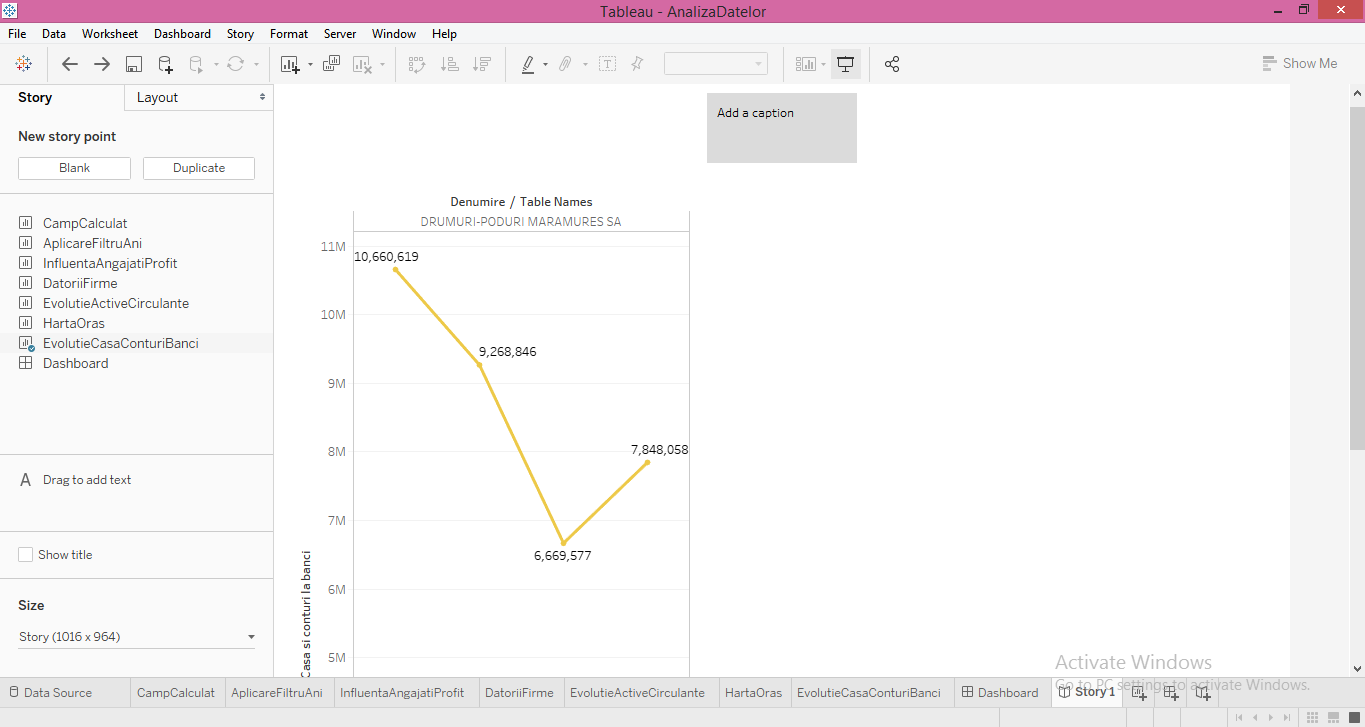 Tableau - AnalizaDatelor
File Data Worksheet Dashboard Story Format Server Window Help
Show Me
Story Layout
New story point
Blank Duplicate
CampCalculat
AplicareFiltruAni
InfluentaAngajatiProfit
DatoriiFirme
EvolutieActiveCirculante
HartaOras
EvolutieCasaConturiBanci
Dashboard
A Drag to add text
Show title
Size
Story (1016 x 964)
Add a caption
Denumire / Table Names
DRUMURI-PODURI MARAMURES SA
11M
10,660,619
10M
9,268,846
9M
8M
7,848,058
7M
6,669,577
6M
5M
Casa si conturi la banci
Activate Windows
Go to PC settings to activate Windows.
Data Source CampCalculat AplicareFiltruAni InfluentaAngajatiProfit DatoriiFirme EvolutieActiveCirculante HartaOras EvolutieCasaConturiBanci Dashboard Story 1